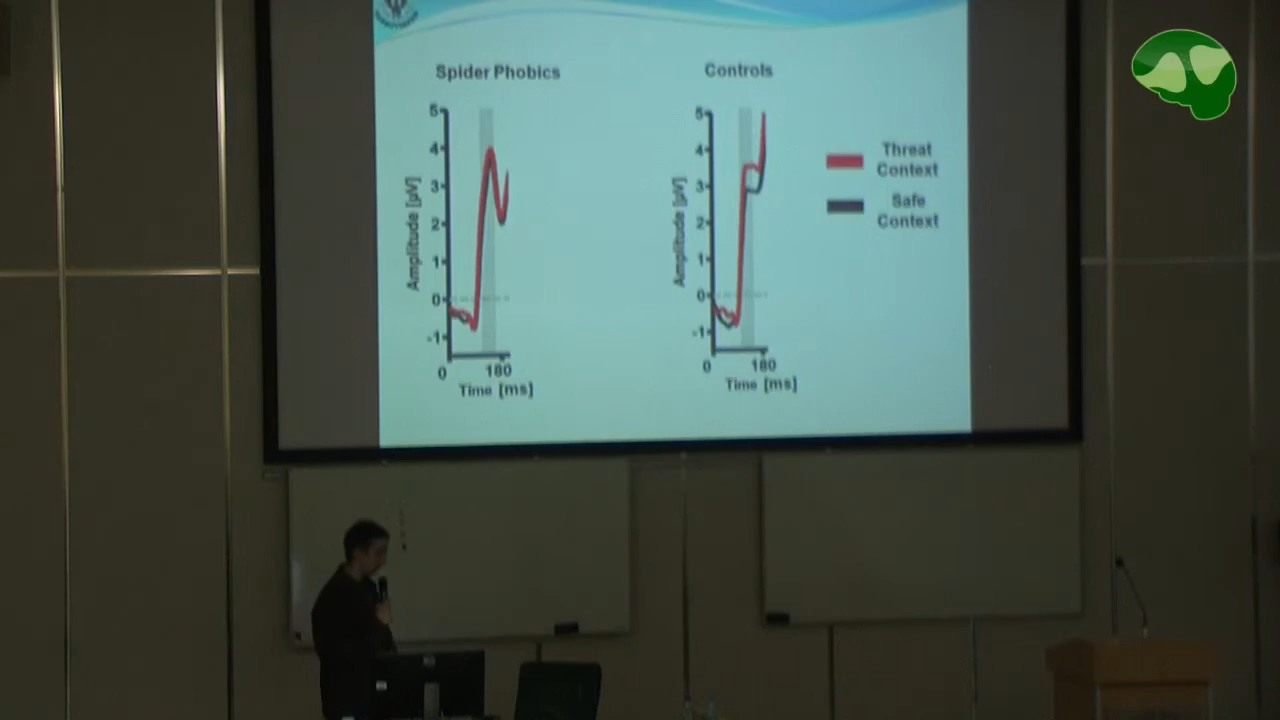 Spider Phobics
Controls
5
4
3
2
1
0
-1
Amplitude [µV]
0
180
Time [ms]
5
4
3
2
1
0
-1
Amplitude [µV]
0
180
Time [ms]
Threat
Context
Safe
Context